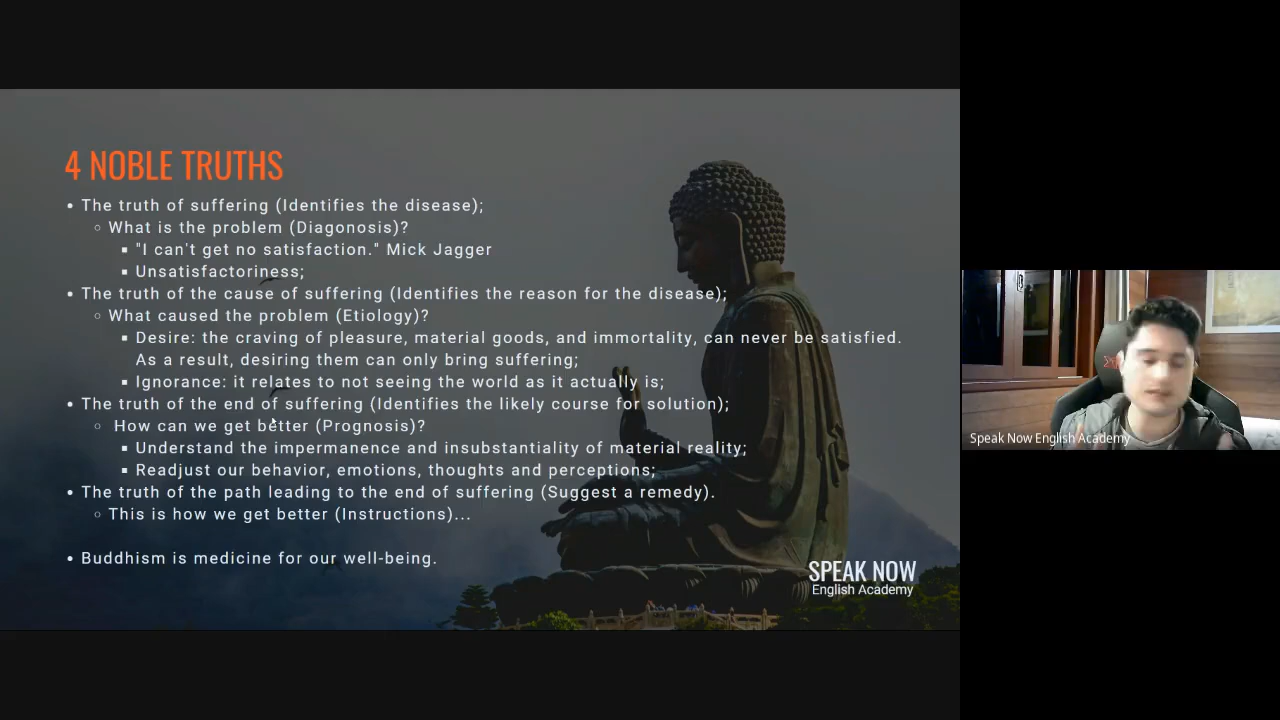 4 NOBLE TRUTHS
• The truth of suffering (Identifies the disease);
○ What is the problem (Diagonosis)?
▪ "I can't get no satisfaction." Mick Jagger
▪ Unsatisfactoriness;
• The truth of the cause of suffering (Identifies the reason for the disease);
○ What caused the problem (Etiology)?
▪ Desire: the craving of pleasure, material goods, and immortality, can never be satisfied.
As a result, desiring them can only bring suffering;
▪ Ignorance: it relates to not seeing the world as it actually is;
• The truth of the end of suffering (Identifies the likely course for solution);
○ How can we get better (Prognosis)?
▪ Understand the impermanence and insubstantiality of material reality;
▪ Readjust our behavior, emotions, thoughts and perceptions;
• The truth of the path leading to the end of suffering (Suggest a remedy).
○ This is how we get better (Instructions)...
• Buddhism is medicine for our well-being.
SPEAK NOW
English Academy
Speak Now English Academy